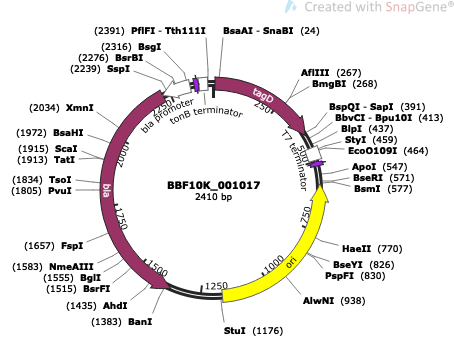 Created with SnapGene®
(2391) PflFI - Tth111I
BsaAI - SnaBI (24)
(2316) BsgI
(2276) BsrBI
(2239) SspI
AflIII (267)
BmgBI (268)
tagD
bla promoter
tonB terminator
2250
250
BspQI - SapI (391)
BbvCI - Bpu10I (413)
BlpI (437)
StyI (459)
EcoO109I (464)
(2034) XmnI
(1972) BsaHI
(1915) ScaI
(1913) TatI
2000
500
T7 terminator
ApoI (547)
BseRI (571)
BsmI (577)
(1834) TsoI
(1805) PvuI
bla
BBF10K_001017
2410 bp
1750
750
(1657) FspI
HaeII (770)
BseYI (826)
PspFI (830)
(1583) NmeAIII
(1555) BglI
(1515) BsrFI
1500
1000
ori
1250
AlwNI (938)
(1435) AhdI
(1383) BanI
StuI (1176)